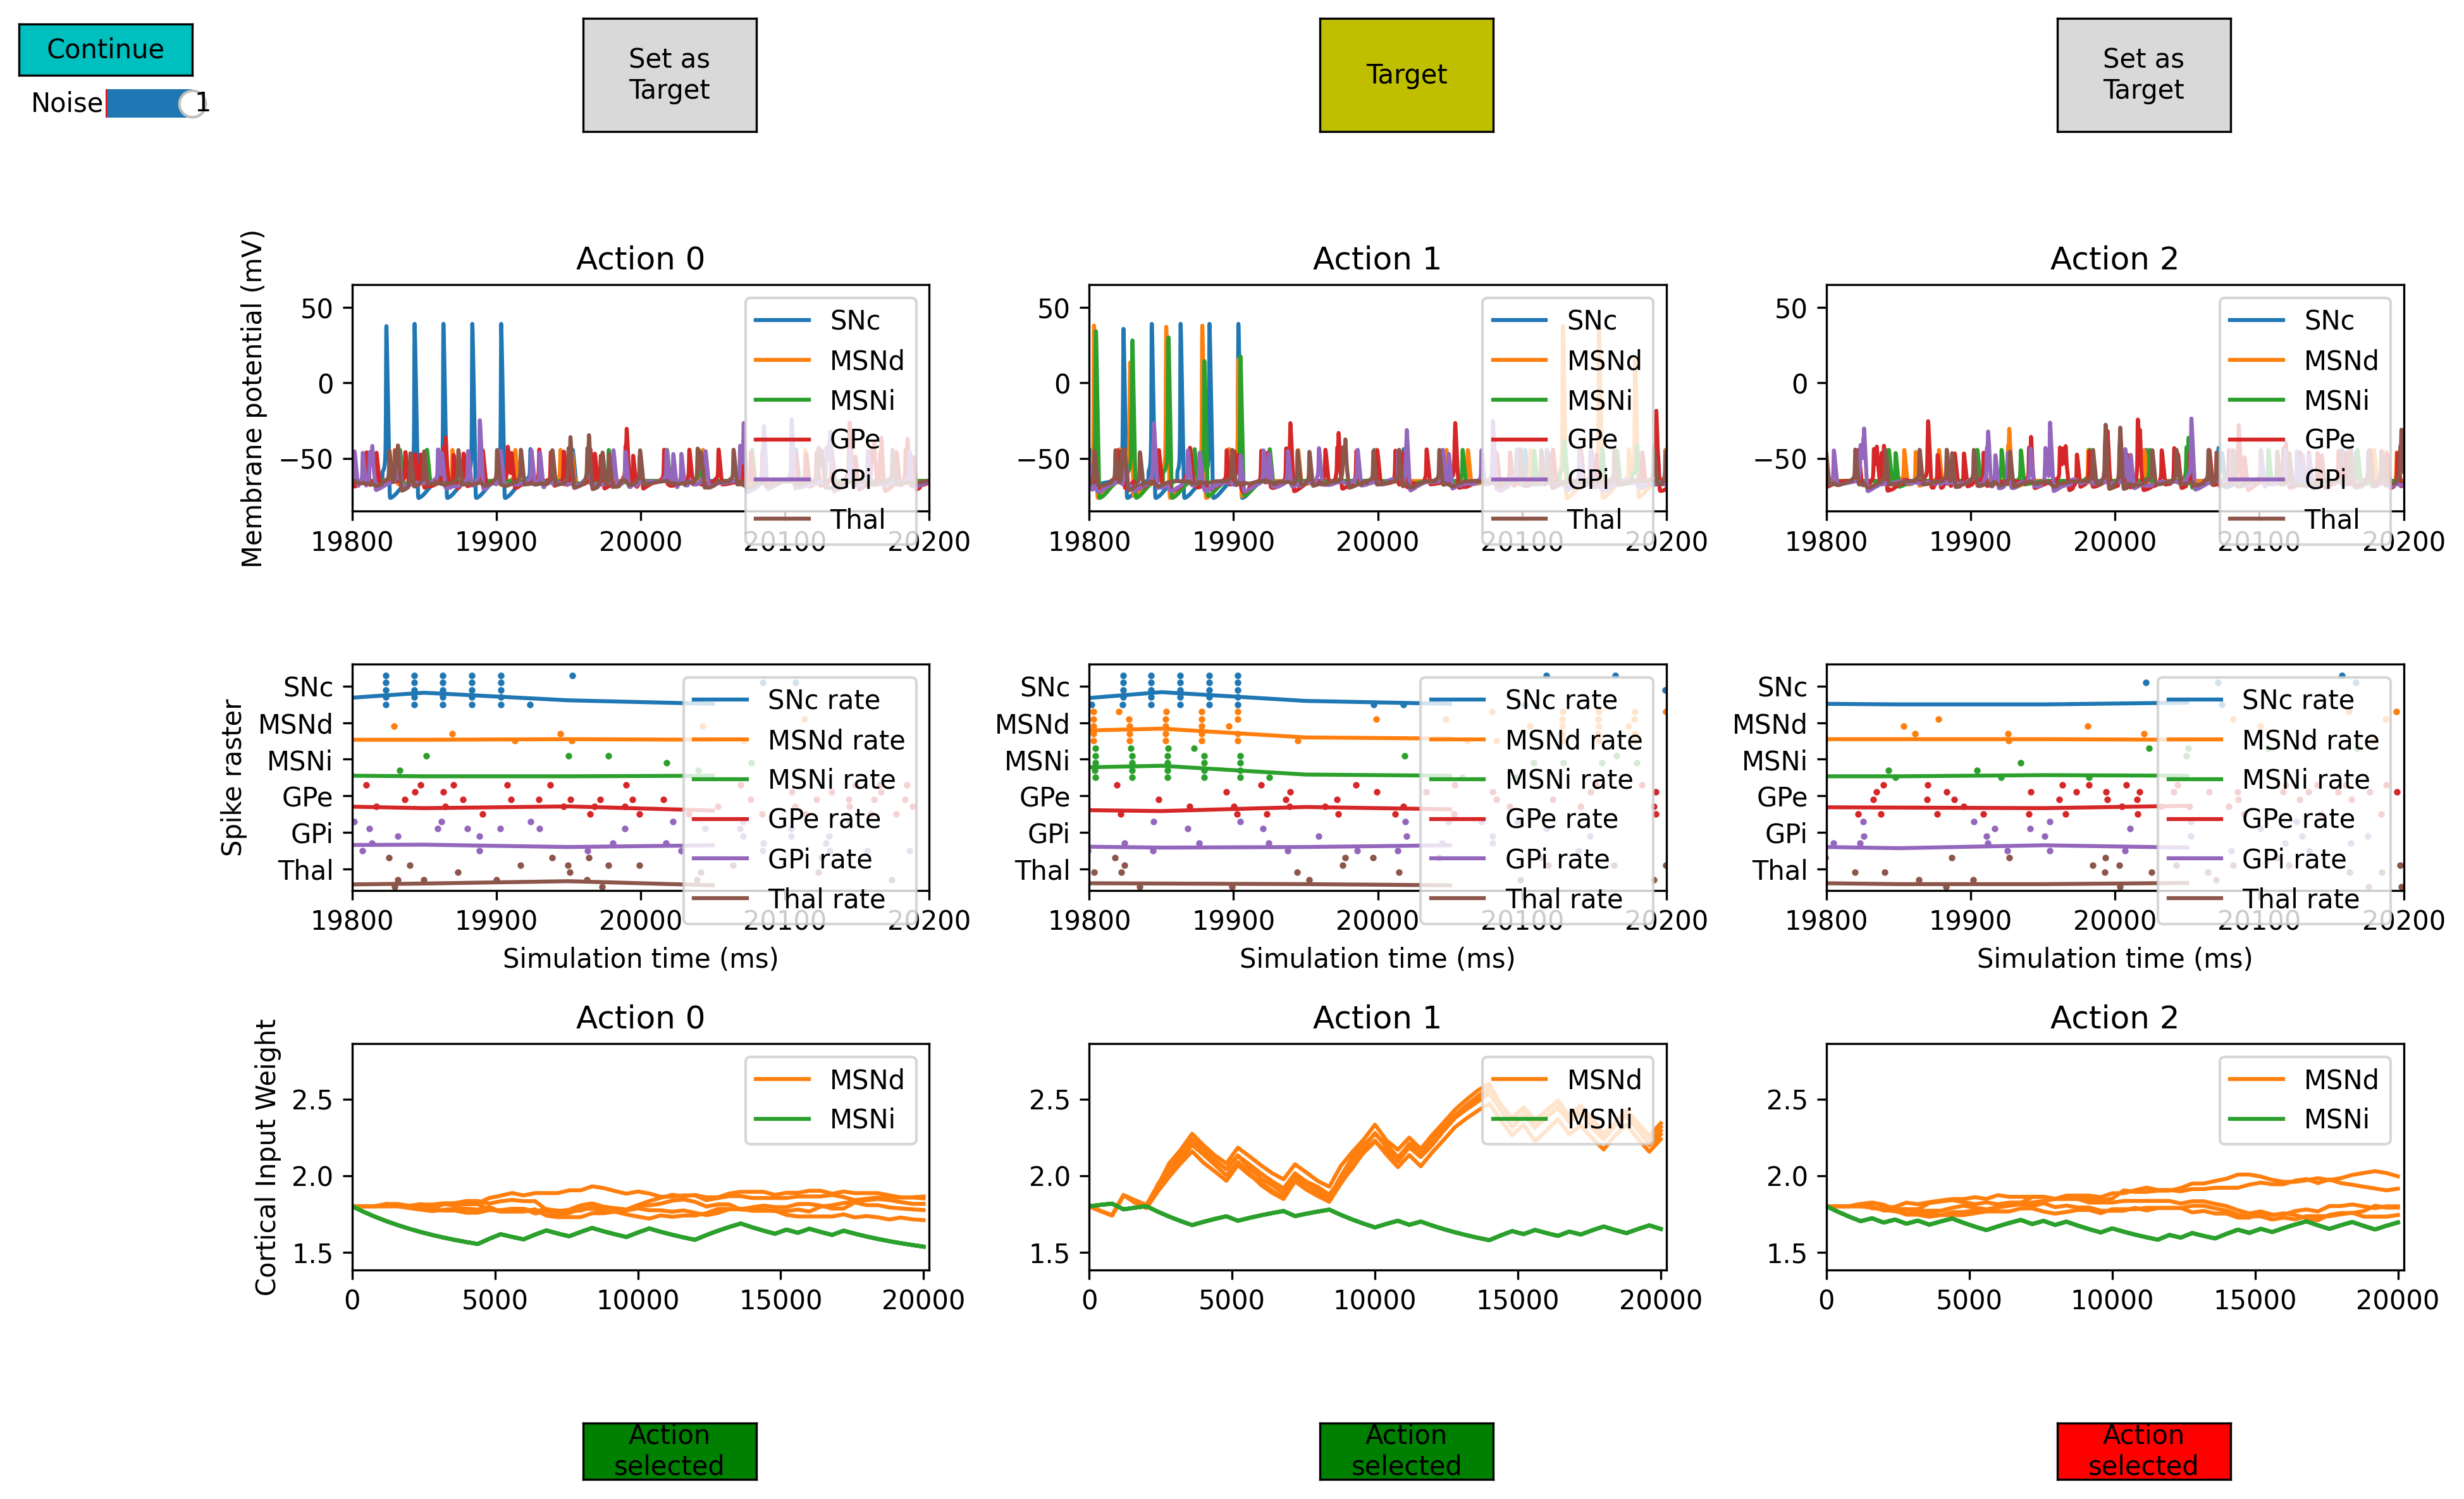 Continue
Noise 1
Set as
Target
Target
Set as
Target
Action 0
Action 1
Action 2
Membrane potential (mV)
50
0
−50
19800 19900 20000 20100 20200
SNc
MSNd
MSNi
GPe
GPi
Thal
50
0
−50
19800 19900 20000 20100 20200
SNc
MSNd
MSNi
GPe
GPi
Thal
50
0
−50
19800 19900 20000 20100 20200
SNc
MSNd
MSNi
GPe
GPi
Thal
Spike raster
SNc
MSNd
MSNi
GPe
GPi
Thal
SNc rate
MSNd rate
MSNi rate
GPe rate
GPi rate
Thal rate
19800 19900 20000 20100 20200
Simulation time (ms)
SNc
MSNd
MSNi
GPe
GPi
Thal
SNc rate
MSNd rate
MSNi rate
GPe rate
GPi rate
Thal rate
19800 19900 20000 20100 20200
Simulation time (ms)
SNc
MSNd
MSNi
GPe
GPi
Thal
SNc rate
MSNd rate
MSNi rate
GPe rate
GPi rate
Thal rate
19800 19900 20000 20100 20200
Simulation time (ms)
Action 0
Action 1
Action 2
Cortical Input Weight
2.5
2.0
1.5
MSNd
MSNi
0 5000 10000 15000 20000
2.5
2.0
1.5
MSNd
MSNi
0 5000 10000 15000 20000
2.5
2.0
1.5
MSNd
MSNi
0 5000 10000 15000 20000
Action
selected
Action
selected
Action
selected